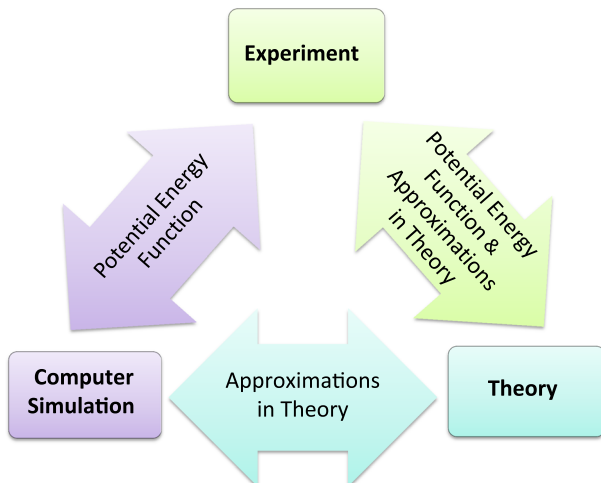 Experiment
Potential Energy
Function
Potential Energy
Function &
Approximations
in Theory
Computer
Simulation
Approximations
in Theory
Theory